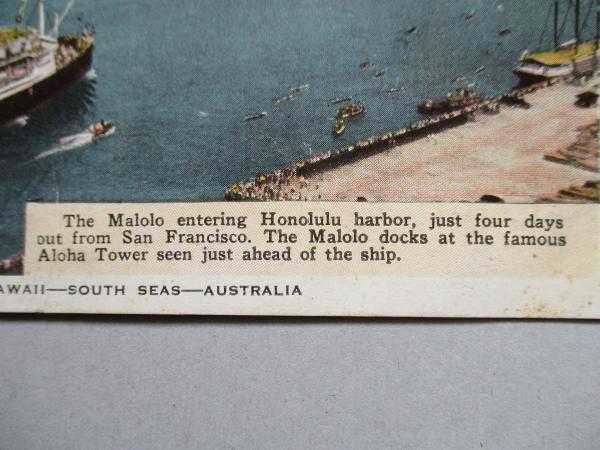 The Malolo entering Honolulu harbor, just four days
out from San Francisco. The Malolo docks at the famous
Aloha Tower seen just ahead of the ship.
AWAII—SOUTH SEAS—AUSTRALIA